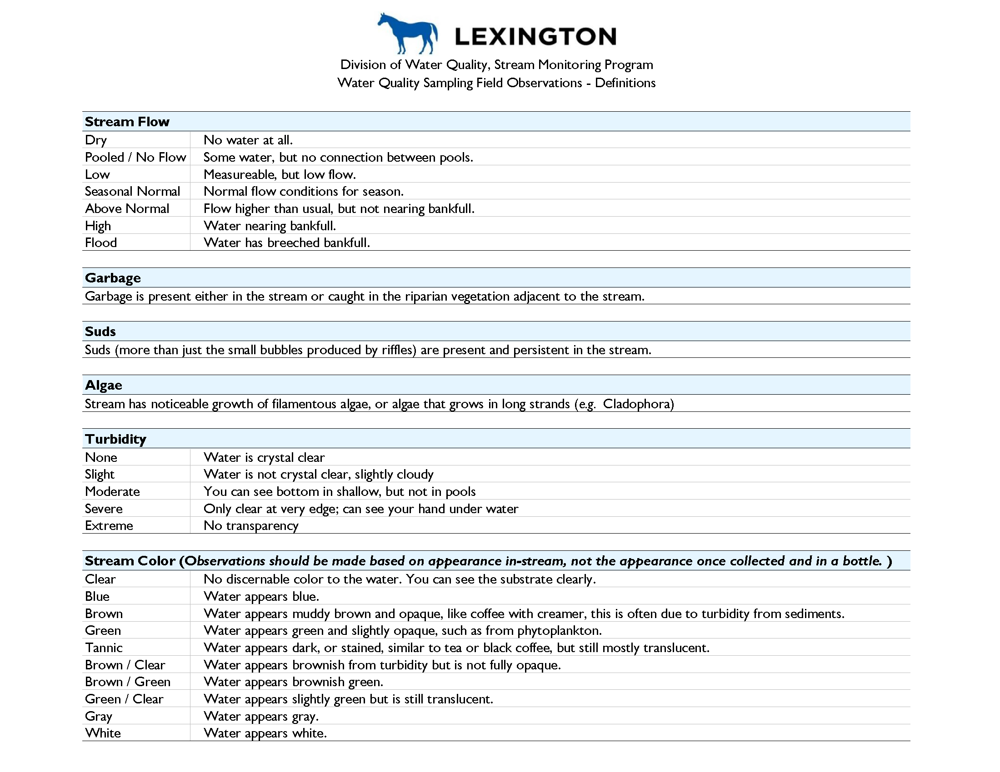 LEXINGTON
Division of Water Quality, Stream Monitoring Program
Water Quality Sampling Field Observations - Definitions
Stream Flow
Dry No water at all.
Pooled / No Flow Some water, but no connection between pools.
Low Measureable, but low flow.
Seasonal Normal Normal flow conditions for season.
Above Normal Flow higher than usual, but not nearing bankfull.
High Water nearing bankfull.
Flood Water has breeched bankfull.
Garbage
Garbage is present either in the stream or caught in the riparian vegetation adjacent to the stream.
Suds
Suds (more than just the small bubbles produced by riffles) are present and persistent in the stream.
Algae
Stream has noticeable growth of filamentous algae, or algae that grows in long strands (e.g. Cladophora)
Turbidity
None Water is crystal clear
Slight Water is not crystal clear, slightly cloudy
Moderate You can see bottom in shallow, but not in pools
Severe Only clear at very edge; can see your hand under water
Extreme No transparency
Stream Color (Observations should be made based on appearance in-stream, not the appearance once collected and in a bottle. )
Clear No discernable color to the water. You can see the substrate clearly.
Blue Water appears blue.
Brown Water appears muddy brown and opaque, like coffee with creamer, this is often due to turbidity from sediments.
Green Water appears green and slightly opaque, such as from phytoplankton.
Tannic Water appears dark, or stained, similar to tea or black coffee, but still mostly translucent.
Brown / Clear Water appears brownish from turbidity but is not fully opaque.
Brown / Green Water appears brownish green.
Green / Clear Water appears slightly green but is still translucent.
Gray Water appears gray.
White Water appears white.